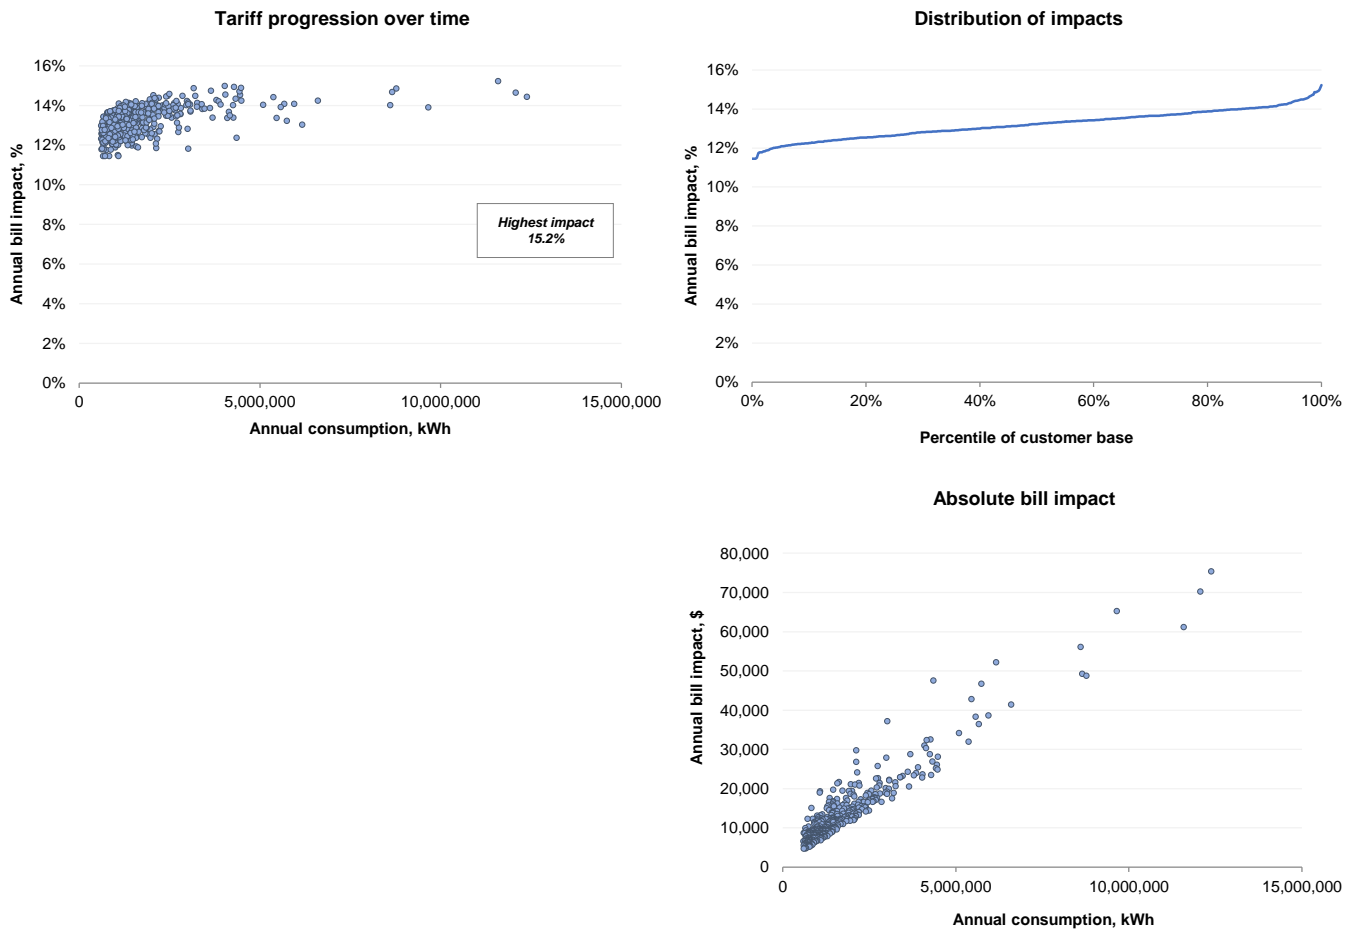 Tariff progression over time
Annual bill impact, %
16%
14%
12%
10%
8%
6%
4%
2%
0%
Highest impact
15.2%
0 5,000,000 10,000,000 15,000,000
Annual consumption, kWh
Distribution of impacts
Annual bill impact, %
16%
14%
12%
10%
8%
6%
4%
2%
0%
0% 20% 40% 60% 80% 100%
Percentile of customer base
Absolute bill impact
Annual bill impact, $
80,000
70,000
60,000
50,000
40,000
30,000
20,000
10,000
0
0 5,000,000 10,000,000 15,000,000
Annual consumption, kWh